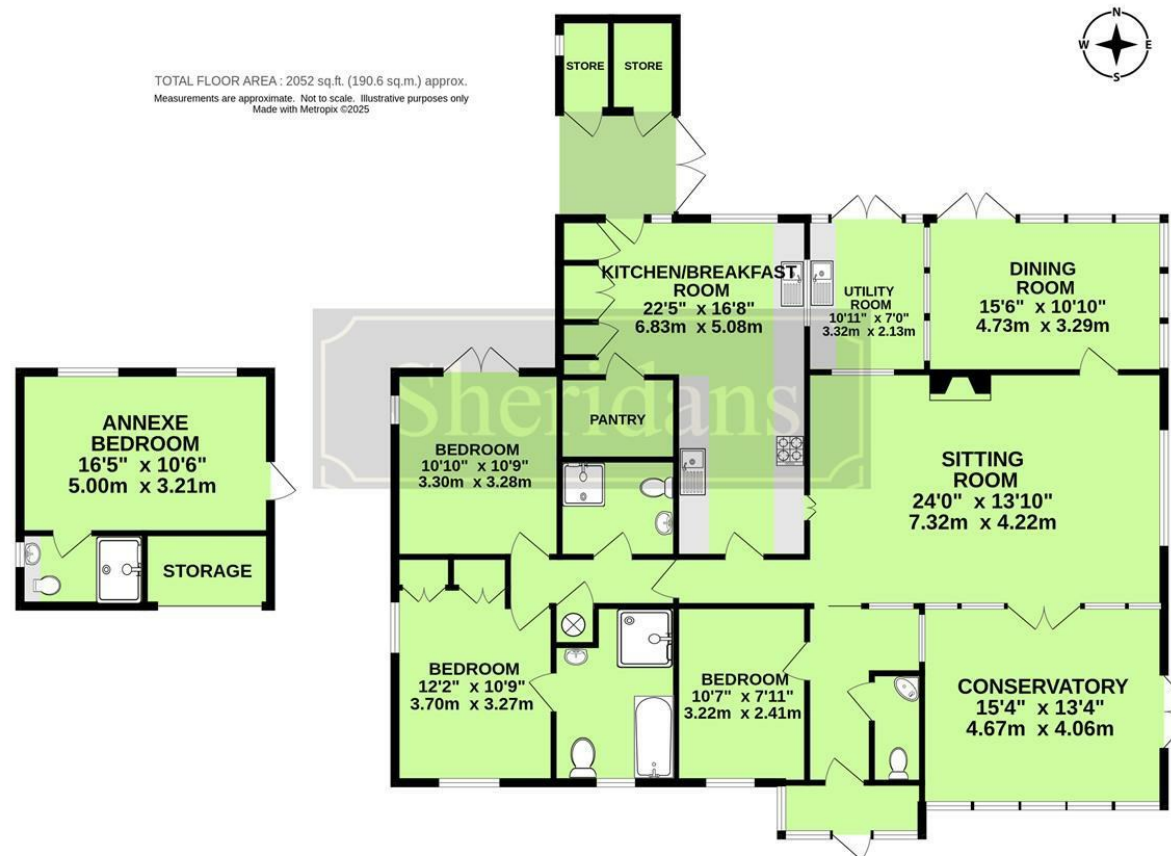 N
W E
S
TOTAL FLOOR AREA : 2052 sq.ft. (190.6 sq.m.) approx.
Measurements are approximate. Not to scale. Illustrative purposes only
Made with Metropix ©2025
STORE
STORE
KITCHEN/BREAKFAST
ROOM
22'5" x 16'8"
6.83m x 5.08m
UTILITY
ROOM
10'11" x 7'0"
3.32m x 2.13m
DINING
ROOM
15'6" x 10'10"
4.73m x 3.29m
Sheridans
PANTRY
ANNEXE
BEDROOM
16'5" x 10'6"
5.00m x 3.21m
BEDROOM
10'10" x 10'9"
3.30m x 3.28m
SITTING
ROOM
24'0" x 13'10"
7.32m x 4.22m
STORAGE
BEDROOM
12'2" x 10'9"
3.70m x 3.27m
BEDROOM
10'7" x 7'11"
3.22m x 2.41m
CONSERVATORY
15'4" x 13'4"
4.67m x 4.06m